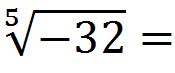 ⁵√−32 =